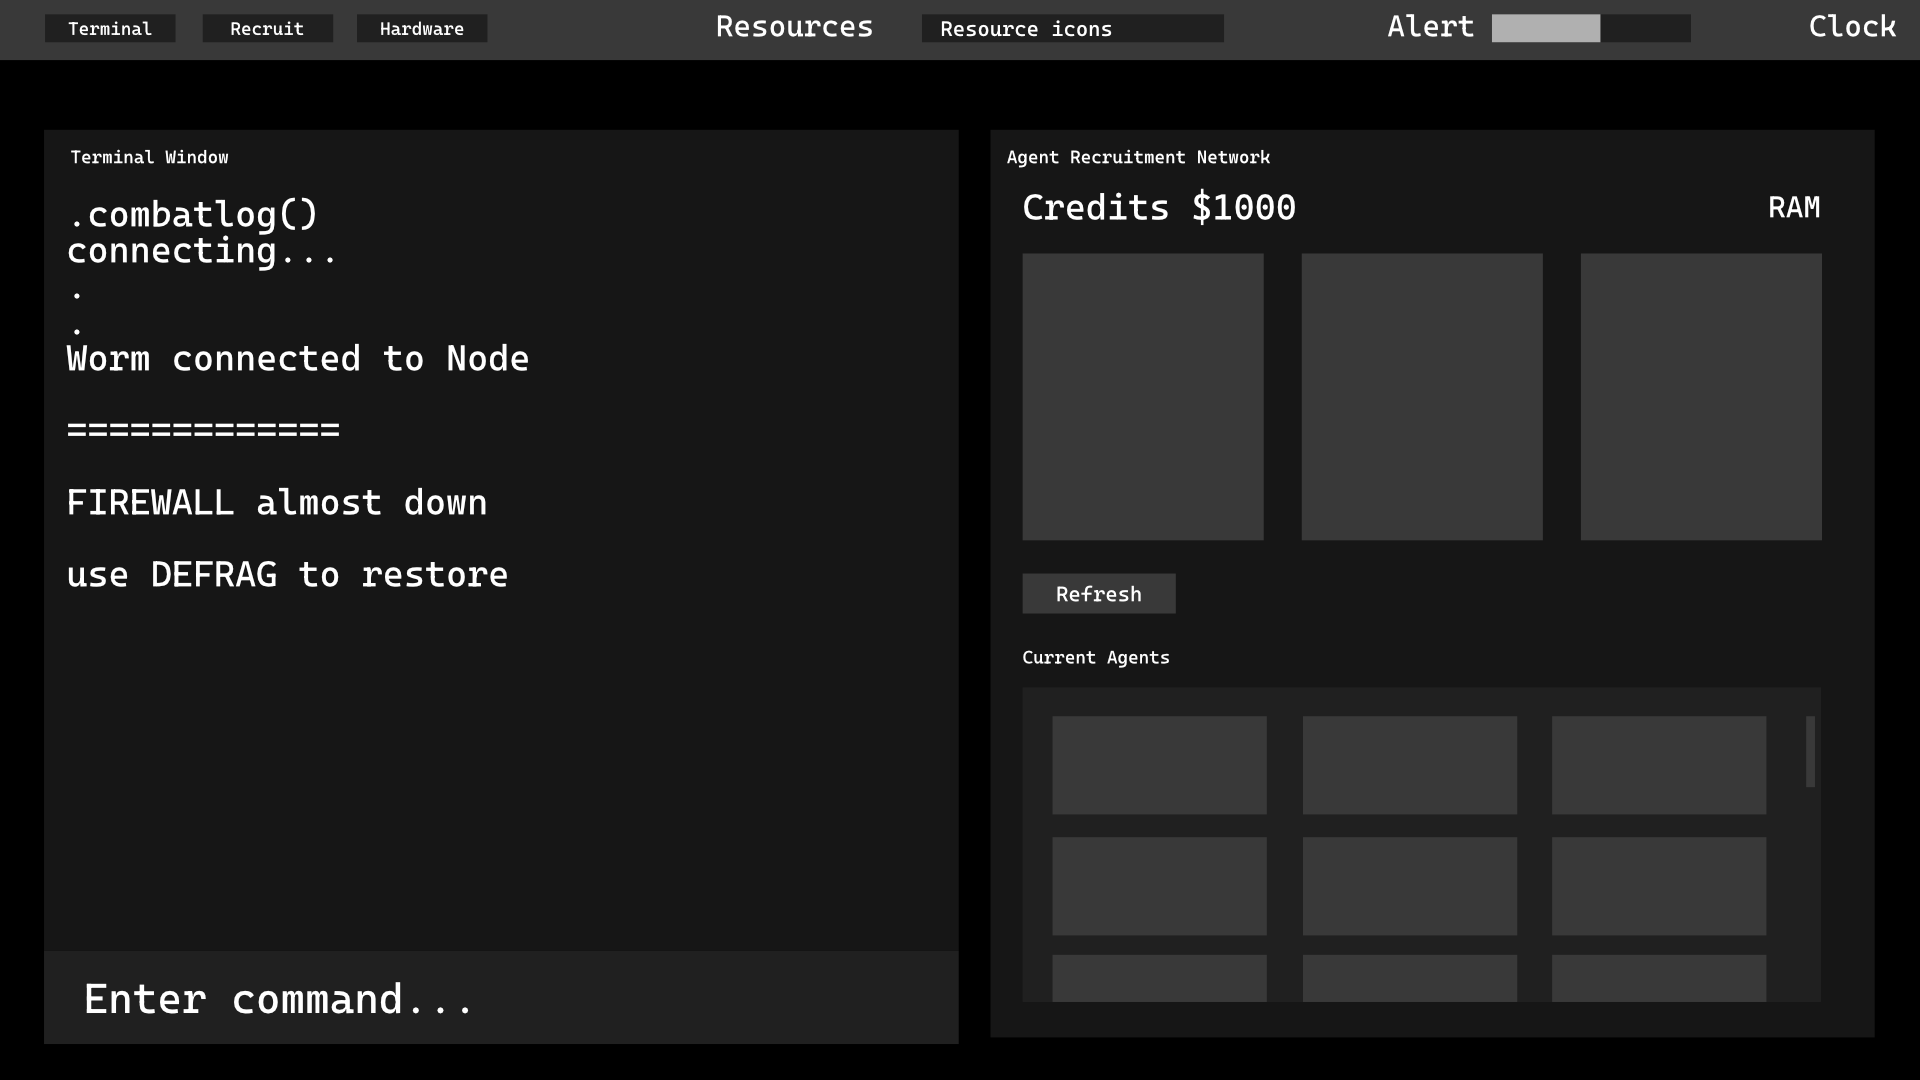 Terminal
Recruit
Hardware
Resources
Resource icons
Alert
Clock
Terminal Window
.combatlog()
connecting...
.
.
Worm connected to Node
=============
FIREWALL almost down
use DEFRAG to restore
Enter command...
Agent Recruitment Network
Credits $1000
RAM
Refresh
Current Agents